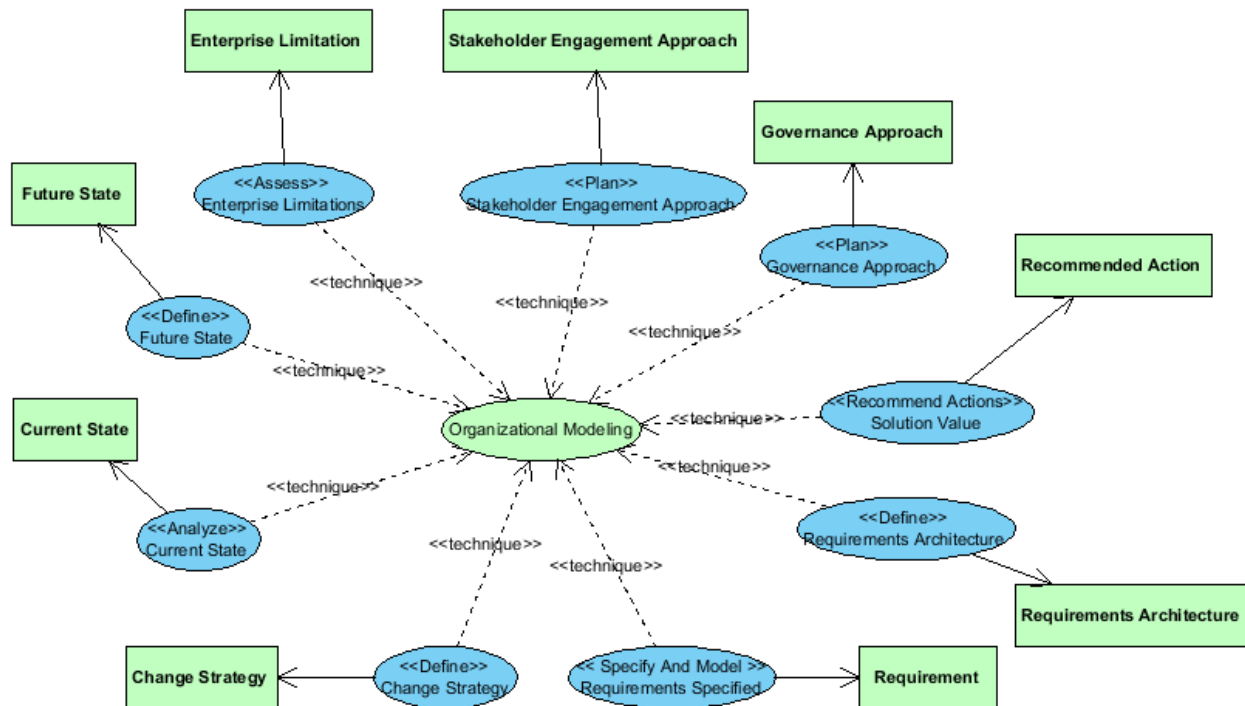 Enterprise Limitation
Stakeholder Engagement Approach
Governance Approach
Future State
<<Assess>>
Enterprise Limitations
<<Plan>>
Stakeholder Engagement Approach
<<Plan>>
Governance Approach
Recommended Action
<<technique>>
<<technique>>
<<Define>>
Future State
<<technique>>
<<technique>>
Current State
<<Recommend Actions>>
Solution Value
<<technique>>
Organizational Modeling
<<technique>>
<<technique>>
<<Analyze>>
Current State
<<Define>>
Requirements Architecture
<<technique>>
<<technique>>
Requirements Architecture
Change Strategy
<<Define>>
Change Strategy
<< Specify And Model >>
Requirements Specified
Requirement